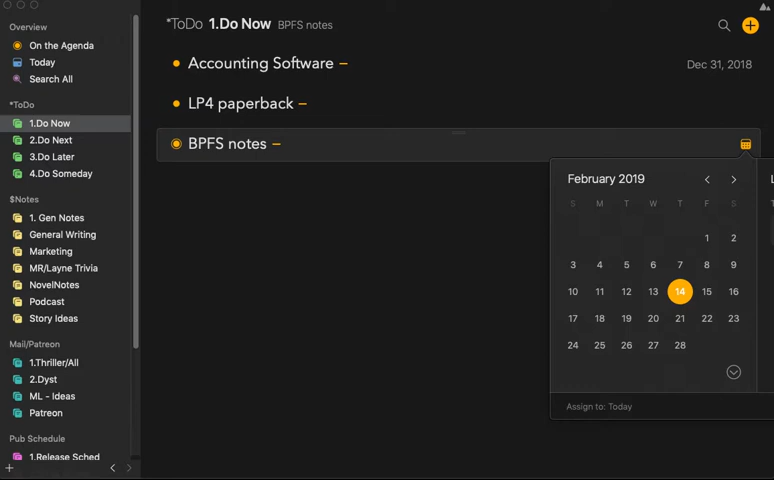 Overview
On the Agenda
Today
Search All
*ToDo
1.Do Now
2.Do Next
3.Do Later
4.Do Someday
$Notes
1. Gen Notes
General Writing
Marketing
MR/Layne Trivia
NovelNotes
Podcast
Story Ideas
Mail/Patreon
1.Thriller/All
2.Dyst
ML - Ideas
Patreon
Pub Schedule
1.Release Sched
*ToDo 1.Do Now BPFS notes
Accounting Software –
Dec 31, 2018
LP4 paperback –
BPFS notes –
February 2019
S M T W T F S
1 2
3 4 5 6 7 8 9
10 11 12 13 14 15 16
17 18 19 20 21 22 23
24 25 26 27 28
Assign to: Today